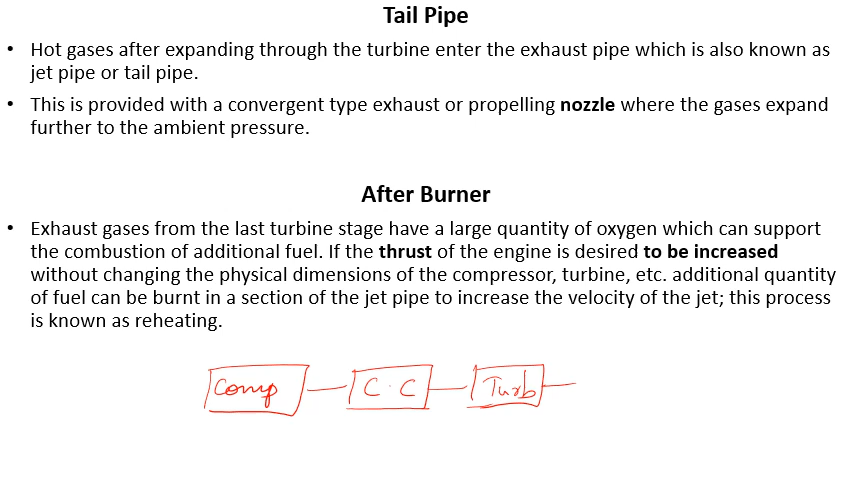 Tail Pipe
• Hot gases after expanding through the turbine enter the exhaust pipe which is also known as
jet pipe or tail pipe.
• This is provided with a convergent type exhaust or propelling nozzle where the gases expand
further to the ambient pressure.
After Burner
• Exhaust gases from the last turbine stage have a large quantity of oxygen which can support
the combustion of additional fuel. If the thrust of the engine is desired to be increased
without changing the physical dimensions of the compressor, turbine, etc. additional quantity
of fuel can be burnt in a section of the jet pipe to increase the velocity of the jet; this process
is known as reheating.
Comp C.C Turb